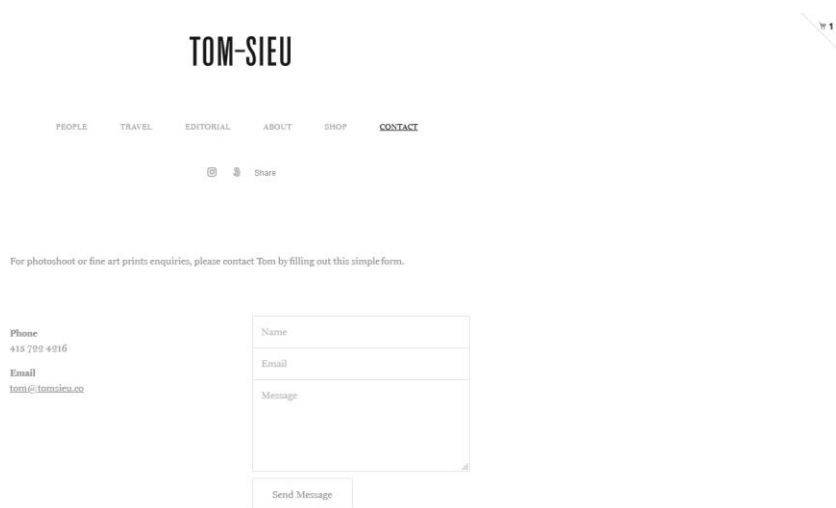 1
TOM-SIEU
PEOPLE TRAVEL EDITORIAL ABOUT SHOP CONTACT
Share
For photoshoot or fine art prints enquiries, please contact Tom by filling out this simple form.
Phone
415 722 4216
Email
tom@tomsieu.co
Name
Email
Message
Send Message